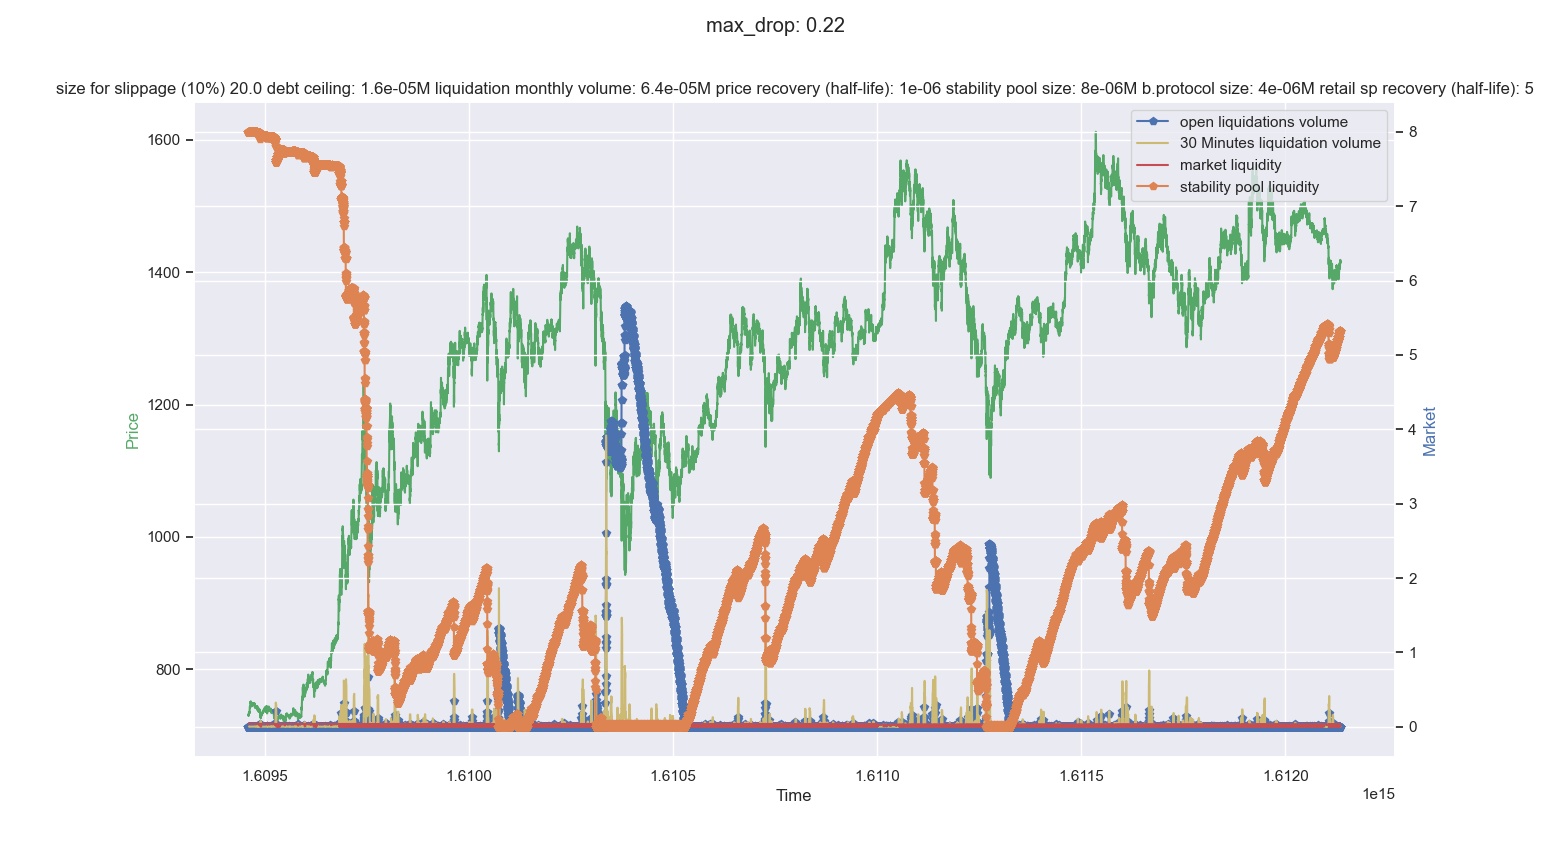 max_drop: 0.22
size for slippage (10%) 20.0 debt ceiling: 1.6e-05M liquidation monthly volume: 6.4e-05M price recovery (half-life): 1e-06 stability pool size: 8e-06M b.protocol size: 4e-06M retail sp recovery (half-life): 5
open liquidations volume
30 Minutes liquidation volume
market liquidity
stability pool liquidity
1600
1400
1200
1000
800
Price
8
7
6
5
4
3
2
1
0
Market
1.6095
1.6100
1.6105
1.6110
1.6115
1.6120
Time
1e15